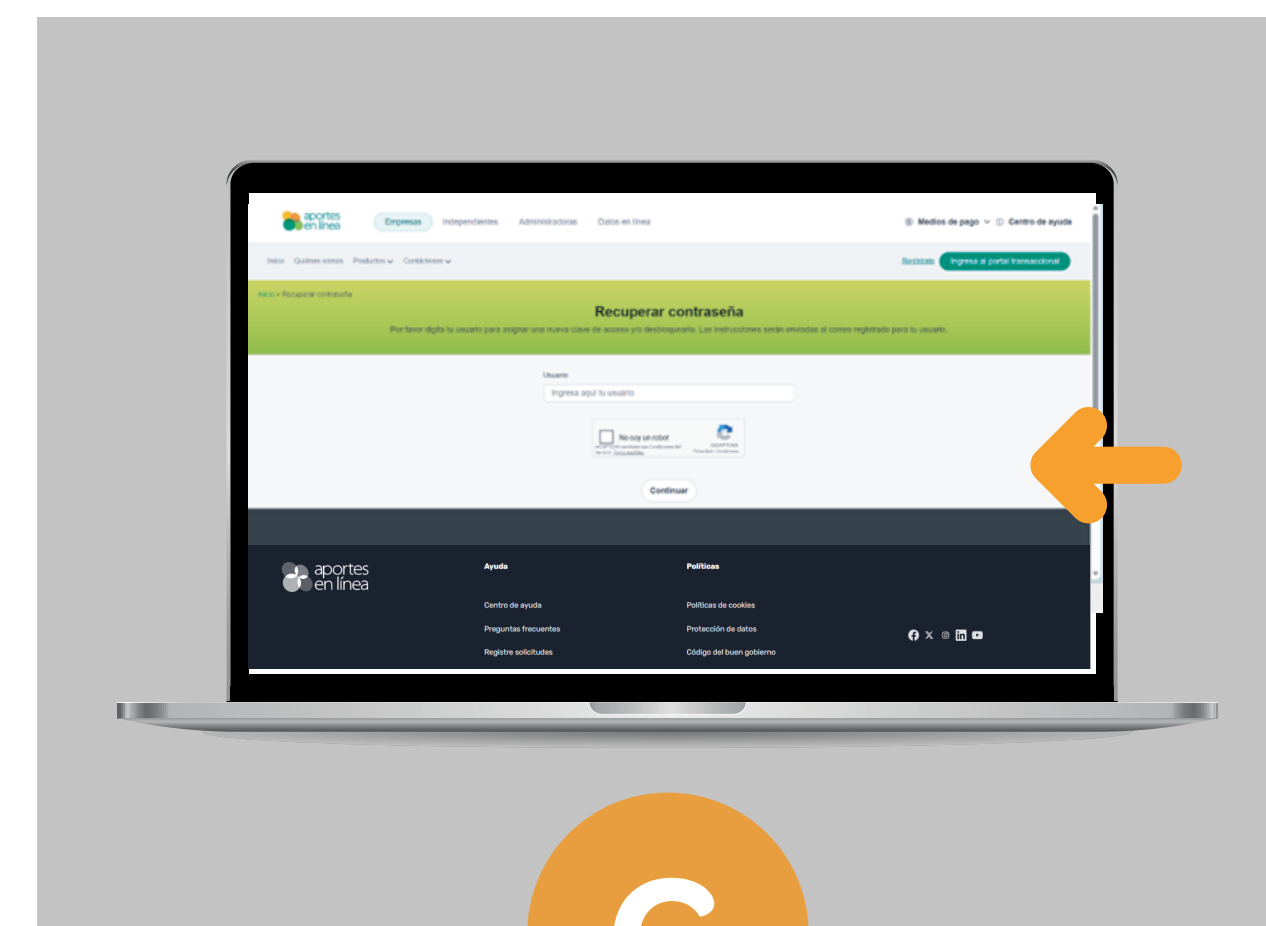 aportes
en línea
Empresas
Independientes
Administradoras
Datos en línea
Medios de pago
Centro de ayuda
Inicio
Quiénes somos
Productos
Contáctenos
Regístrate
Ingresa al portal transaccional
Inicio » Recuperar contraseña
Recuperar contraseña
Por favor digita tu usuario para asignar una nueva clave de acceso y/o desbloquearlo. Las instrucciones serán enviadas al correo registrado para tu usuario.
Usuario
Ingresa aquí tu usuario
No soy un robot
reCAPTCHA
Continuar
aportes
en línea
Ayuda
Políticas
Centro de ayuda
Políticas de cookies
Preguntas frecuentes
Protección de datos
Registre solicitudes
Código del buen gobierno